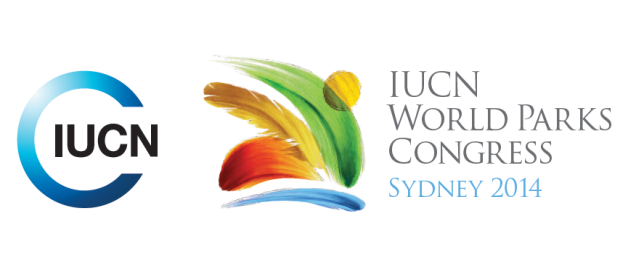 IUCN
IUCN
WORLD PARKS
CONGRESS
SYDNEY 2014